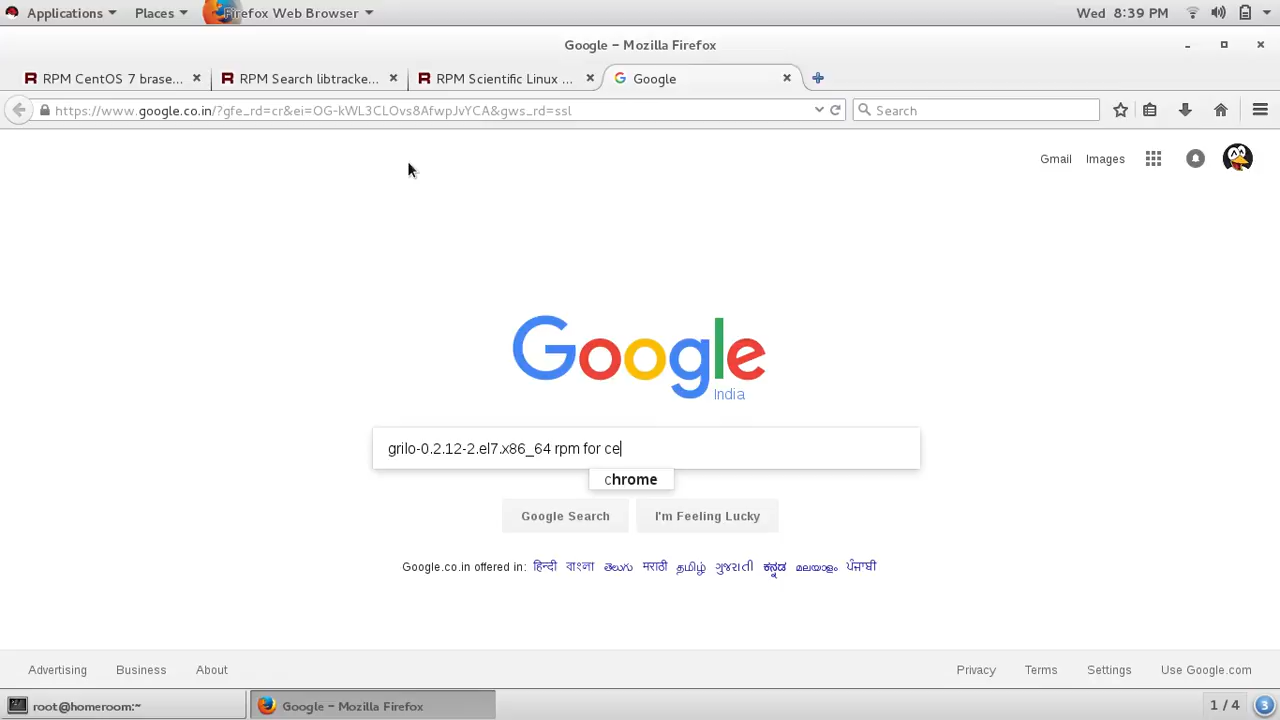 Applications Places Firefox Web Browser Wed 8:39 PM
Google - Mozilla Firefox
RPM CentOS 7 brase... RPM Search libtracke... RPM Scientific Linux ... Google
https://www.google.co.in/?gfe_rd=cr&ei=OG-kWL3CLOvs8AfwpJvYCA&gws_rd=ssl Search
Gmail Images
Google
India
grilo-0.2.12-2.el7.x86_64 rpm for ce
chrome
Google Search I'm Feeling Lucky
Google.co.in offered in: हिन्दी বাংলা తెలుగు मराठी தமிழ் ગુજરાતી ಕನ್ನಡ മലയാളം ਪੰਜਾਬੀ
Advertising Business About Privacy Terms Settings Use Google.com
root@homeroom:~ Google - Mozilla Firefox 1 / 4 3